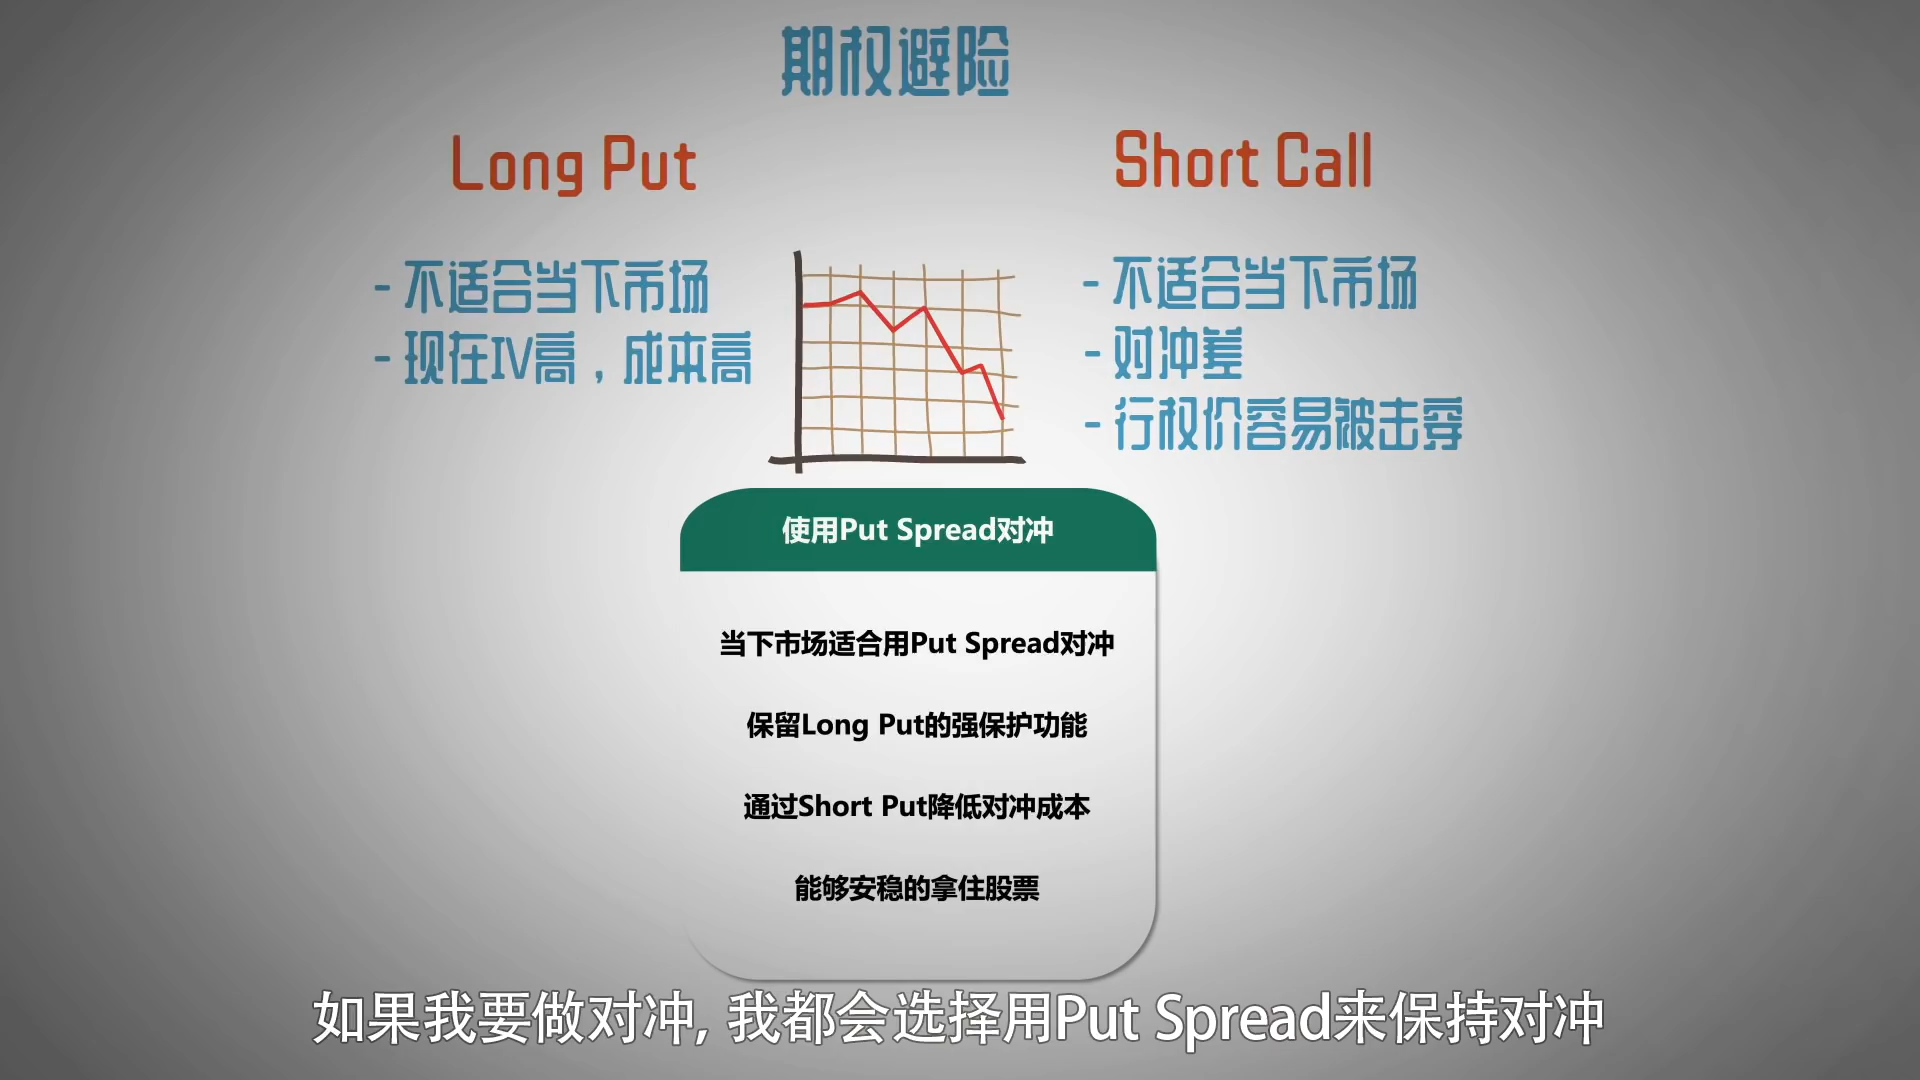 期权避险
Long Put
- 不适合当下市场
- 现在IV高，成本高
Short Call
- 不适合当下市场
- 对冲差
- 行权价容易被击穿
使用Put Spread对冲
当下市场适合用Put Spread对冲
保留Long Put的强保护功能
通过Short Put降低对冲成本
能够安稳的拿住股票
如果我要做对冲, 我都会选择用Put Spread来保持对冲